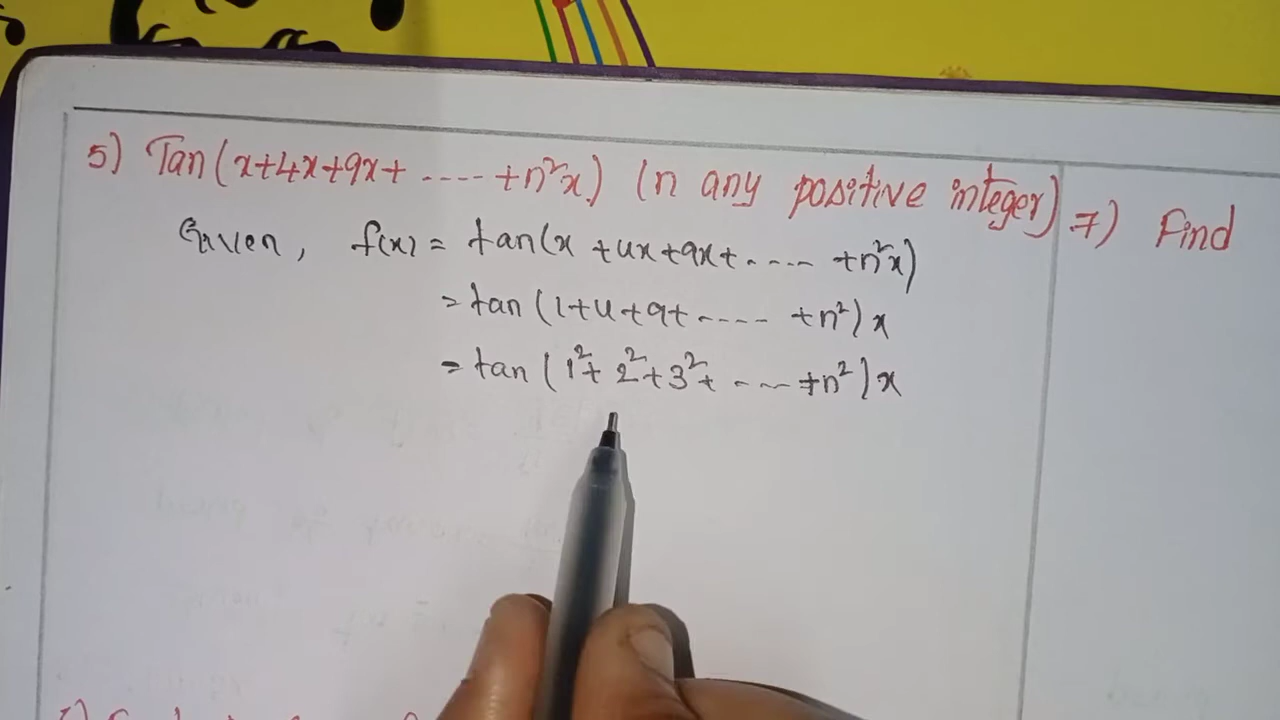 5) Tan(x+4x+9x+ ..... +n²x) (n any positive integer)
Given, f(x) = tan(x +4x+9x+ ..... +n²x)
= tan (1+4+9+ ..... +n²) x
= tan (1²+ 2²+3²+ ..... +n²) x
7) Find